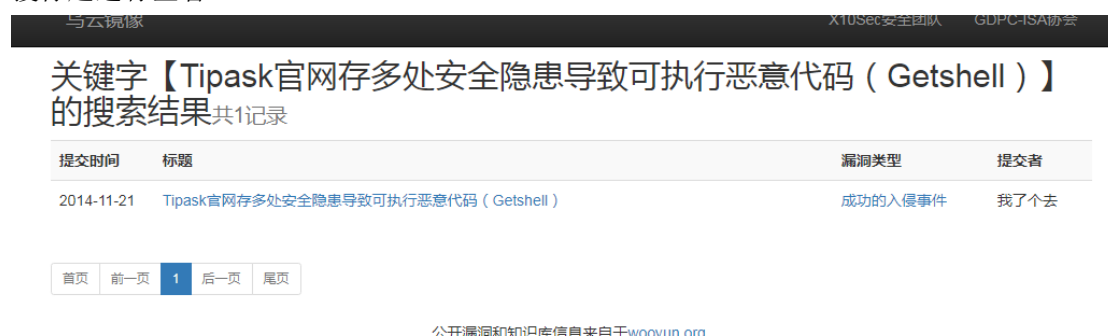 乌云镜像 X10Sec安全团队 GDPC-ISA协会
关键字【Tipask官网存多处安全隐患导致可执行恶意代码（Getshell）】
的搜索结果共1记录
提交时间 标题 漏洞类型 提交者
2014-11-21 Tipask官网存多处安全隐患导致可执行恶意代码（Getshell） 成功的入侵事件 我了个去
首页 前一页 1 后一页 尾页
公开漏洞和知识库信息来自于wooyun.org